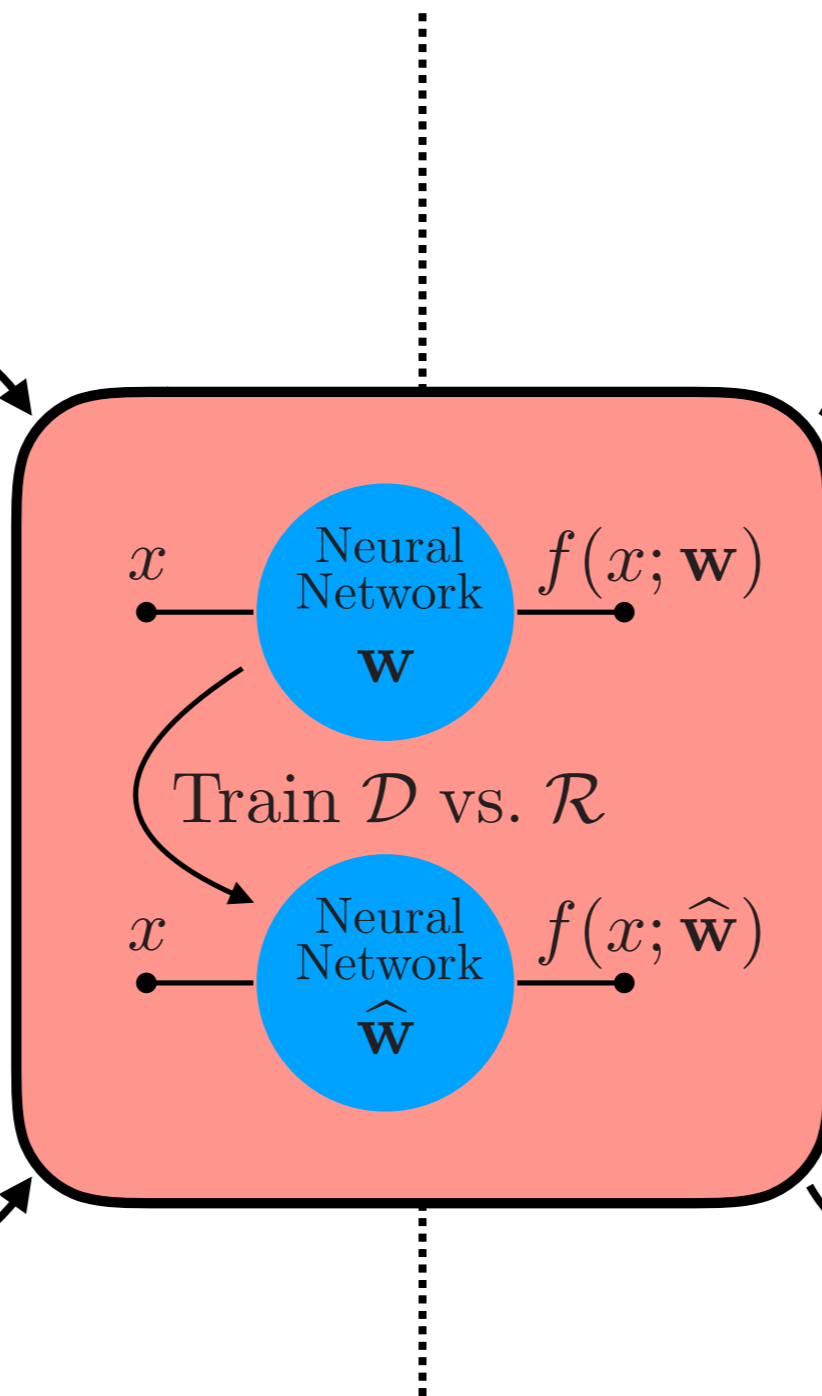 x
Neural
Network
w
f(x; w)
Train 𝒟 vs. ℛ
x
Neural
Network
ŵ
f(x; ŵ)